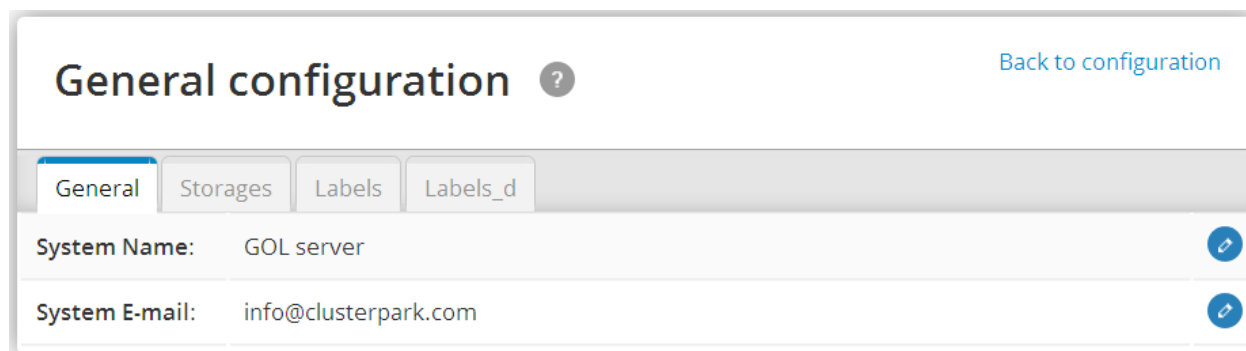 General configuration ?
Back to configuration
General Storages Labels Labels_d
System Name: GOL server
System E-mail: info@clusterpark.com